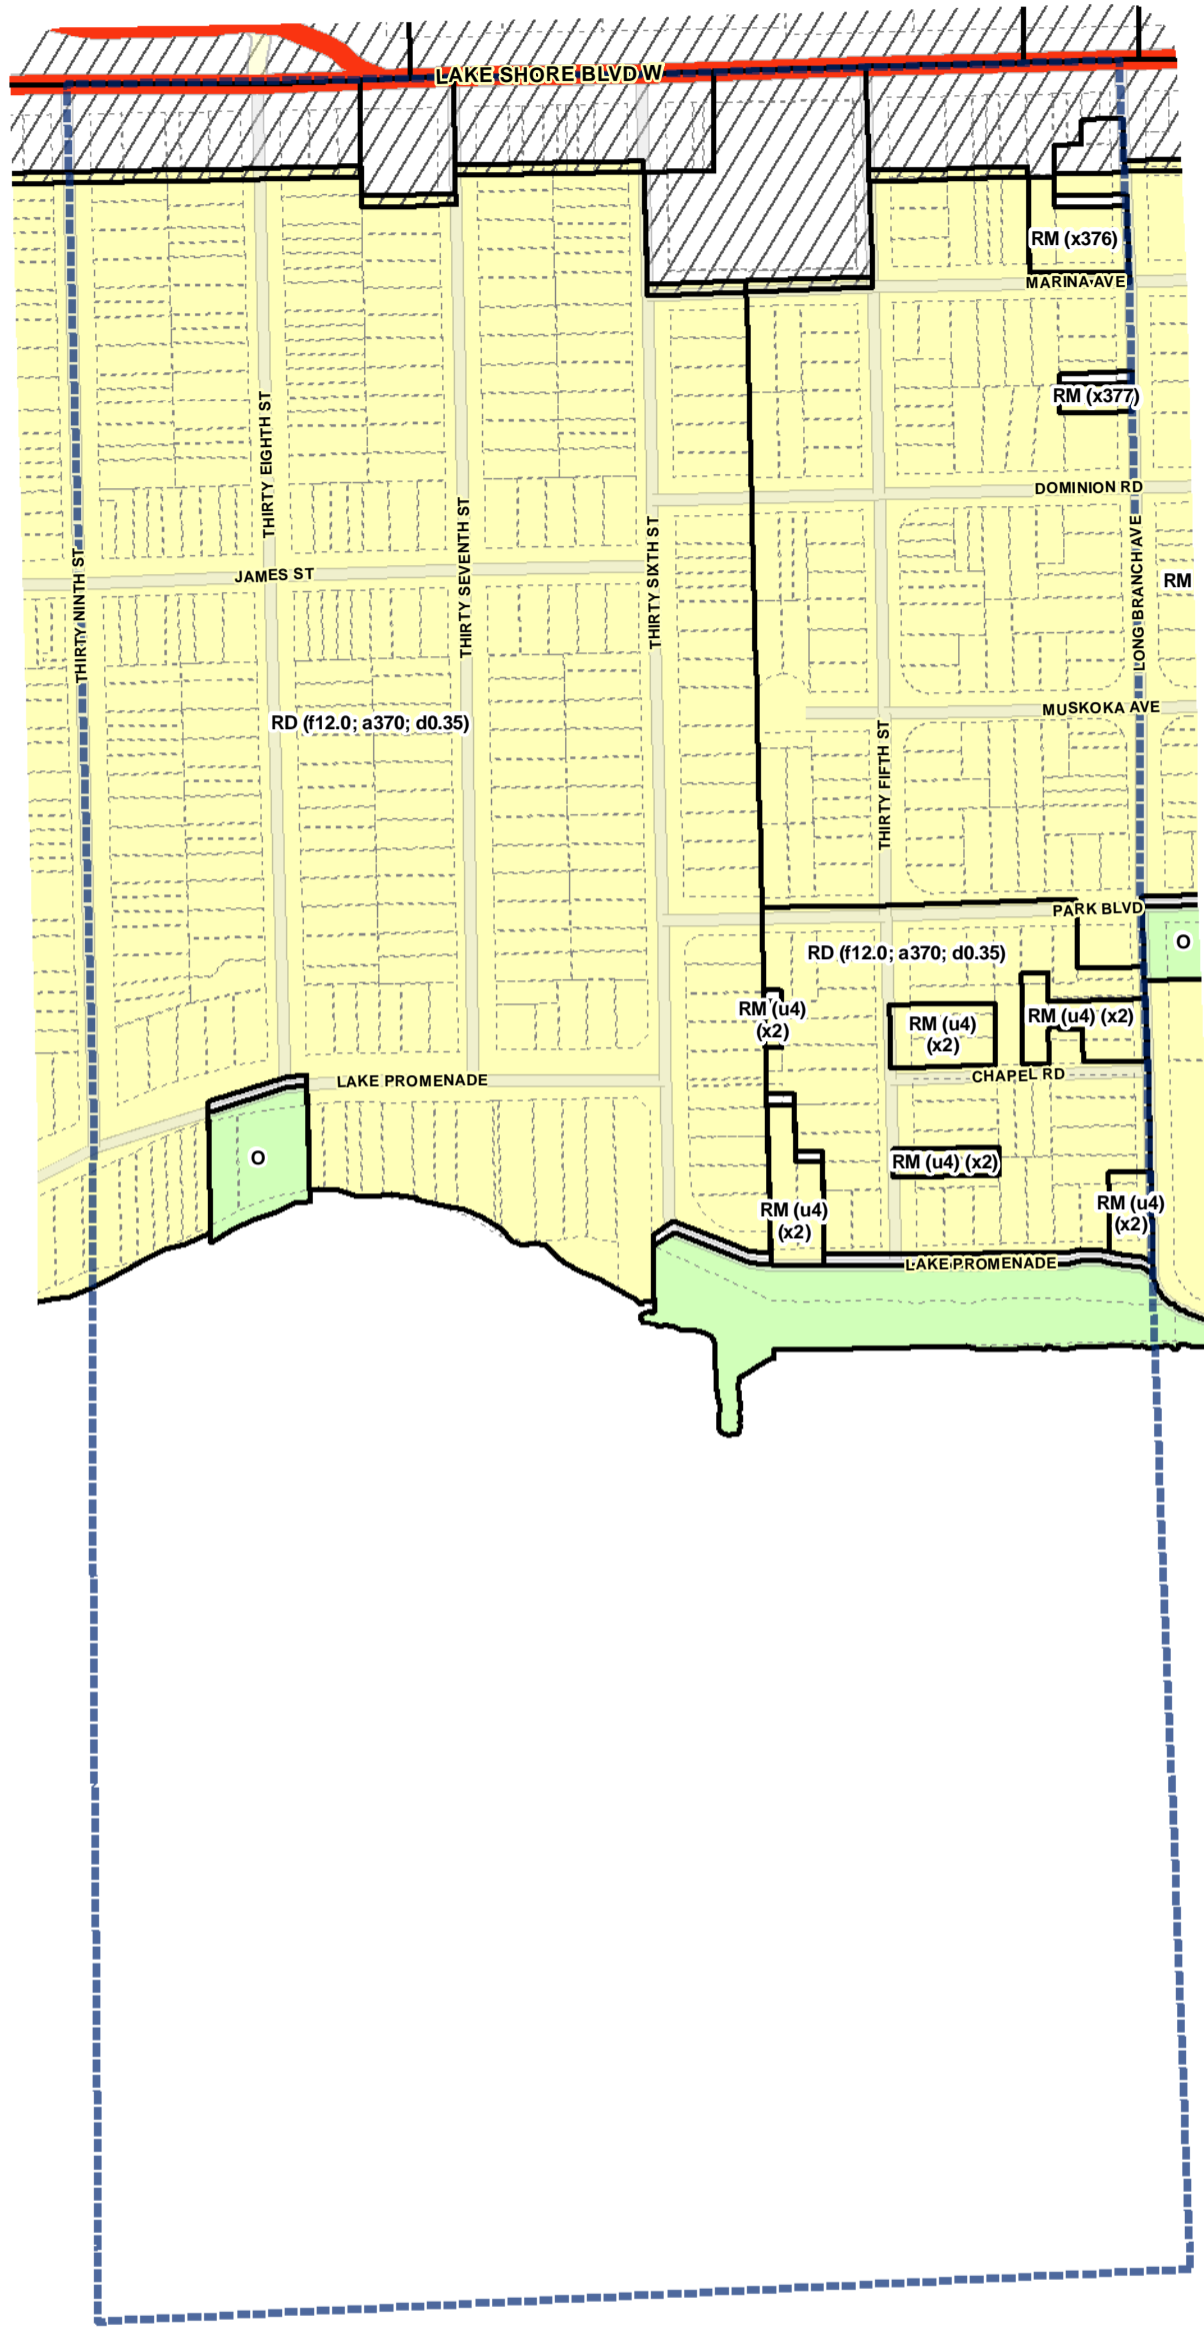 LAKE SHORE BLVD W
RM (x376)
MARINA AVE
RM (x377)
DOMINION RD
THIRTY EIGHTH ST
THIRTY SEVENTH ST
THIRTY SIXTH ST
LONG BRANCH AVE
THIRTY NINTH ST
JAMES ST
RM
MUSKOKA AVE
RD (f12.0; a370; d0.35)
THIRTY FIFTH ST
PARK BLVD
O
RD (f12.0; a370; d0.35)
RM (u4)
(x2)
RM (u4)
(x2)
RM (u4) (x2)
CHAPEL RD
LAKE PROMENADE
O
RM (u4) (x2)
RM (u4)
(x2)
RM (u4)
(x2)
LAKE PROMENADE